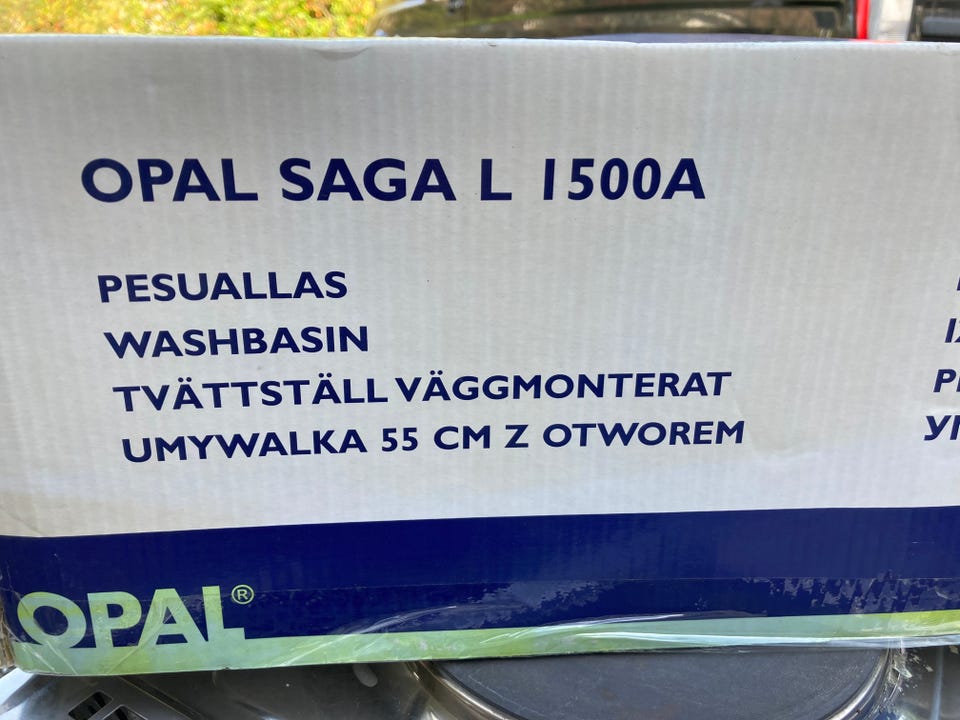 OPAL SAGA L 1500A
PESUALLAS
WASHBASIN
TVÄTTSTÄLL VÄGGMONTERAT
UMYWALKA 55 CM Z OTWOREM
OPAL®